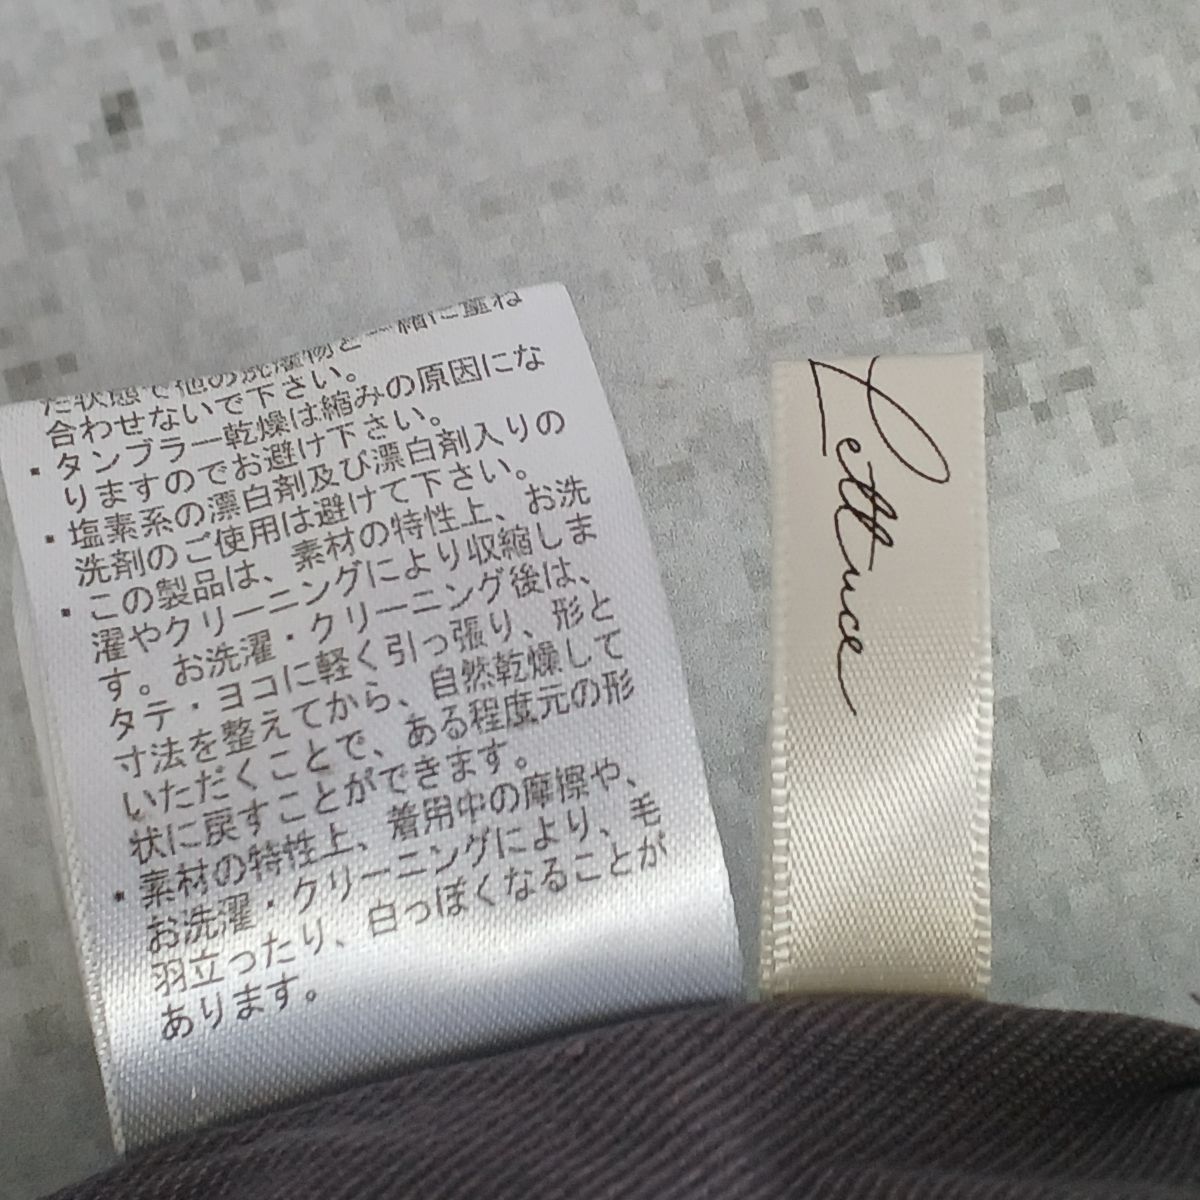 た状態で他の洗濯物と一緒に重ね
合わせないで下さい。
・タンブラー乾燥は縮みの原因にな
りますのでお避け下さい。
・塩素系の漂白剤及び漂白剤入りの
洗剤のご使用は避けて下さい。
・この製品は、素材の特性上、お洗
濯やクリーニングにより収縮しま
す。お洗濯・クリーニング後は、
タテ・ヨコに軽く引っ張り、形と
寸法を整えてから、自然乾燥して
いただくことで、ある程度元の形
状に戻すことができます。
・素材の特性上、着用中の摩擦や、
お洗濯・クリーニングにより、毛
羽立ったり、白っぽくなることが
あります。
Lettuce